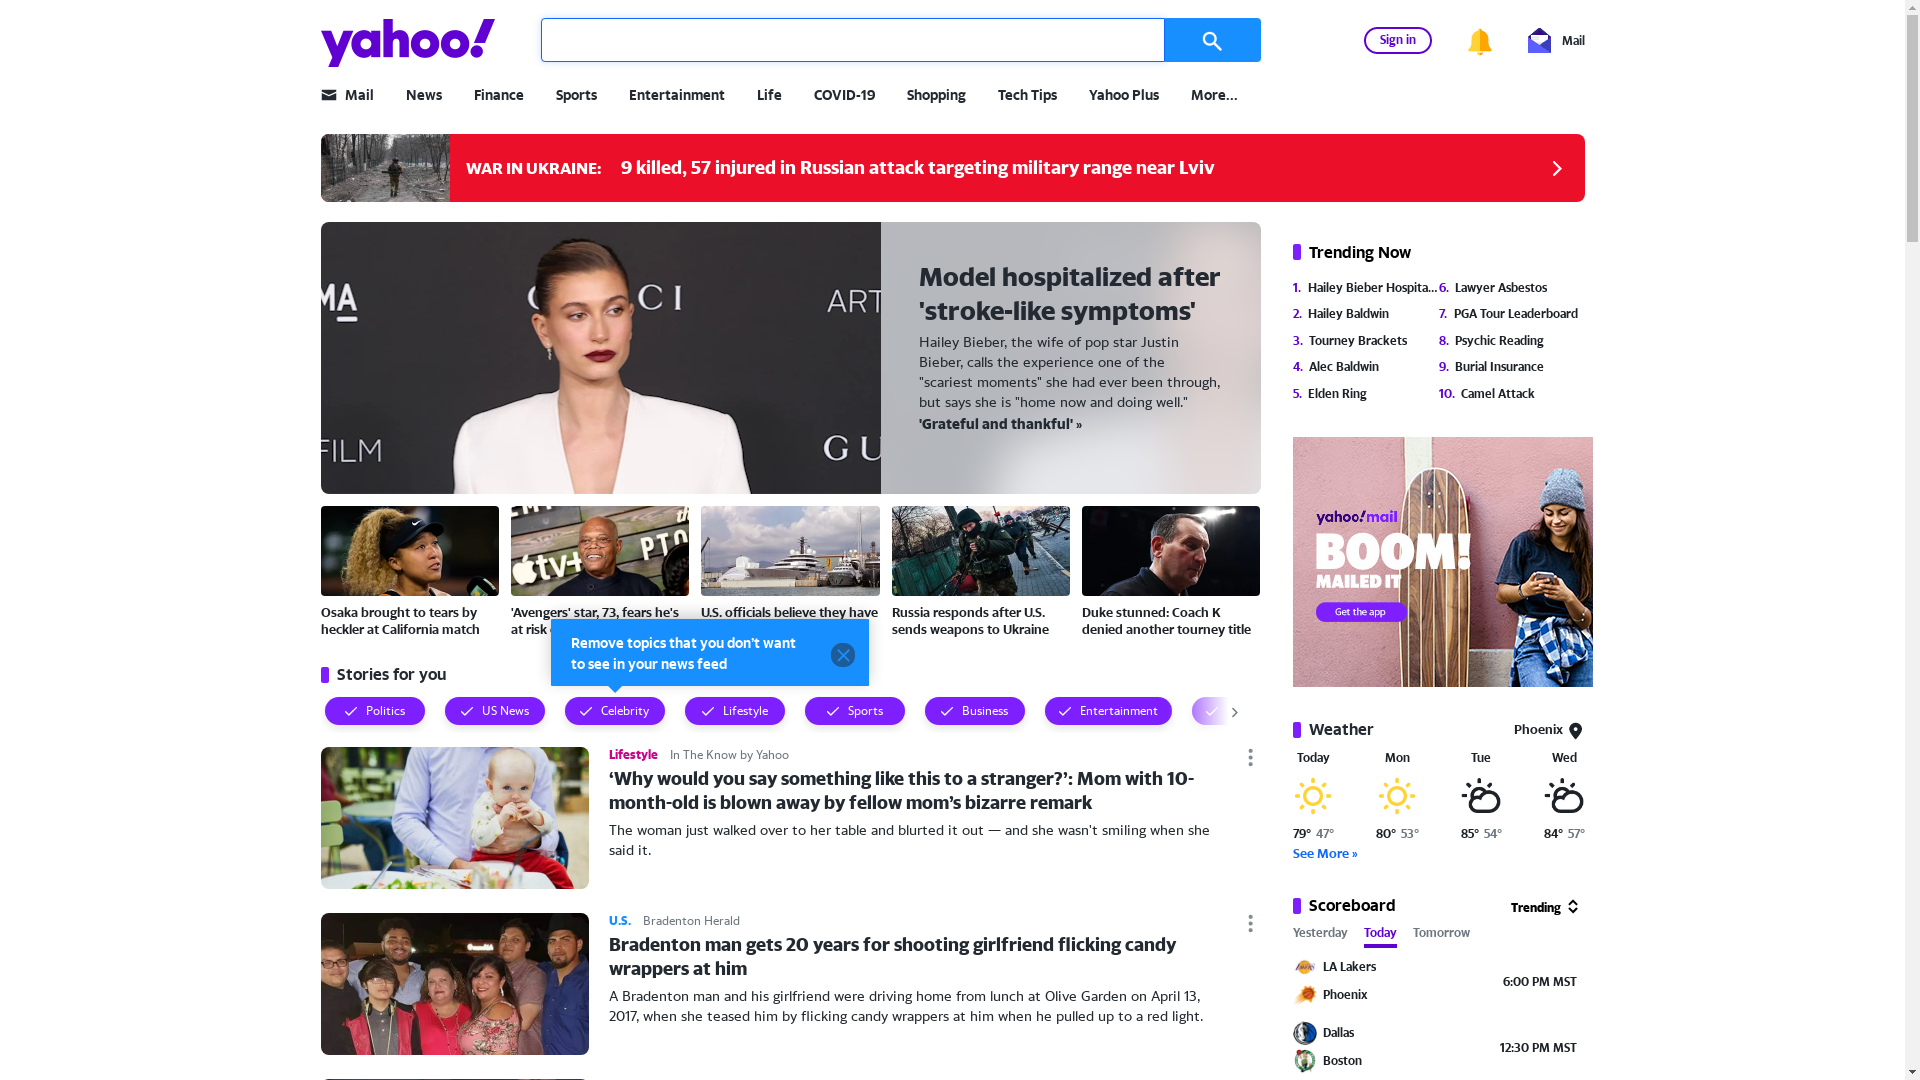 yahoo!
Sign in
Mail
Mail
News
Finance
Sports
Entertainment
Life
COVID-19
Shopping
Tech Tips
Yahoo Plus
More...
WAR IN UKRAINE:
9 killed, 57 injured in Russian attack targeting military range near Lviv
MA
GUCCI
ART
FILM
GU
Model hospitalized after
'stroke-like symptoms'
Hailey Bieber, the wife of pop star Justin
Bieber, calls the experience one of the
"scariest moments" she had ever been through,
but says she is "home now and doing well."
'Grateful and thankful' »
tv+
Osaka brought to tears by
heckler at California match
'Avengers' star, 73, fears he's
at risk
U.S. officials believe they have
Russia responds after U.S.
sends weapons to Ukraine
Duke stunned: Coach K
denied another tourney title
Remove topics that you don't want
to see in your news feed
Stories for you
Politics
US News
Celebrity
Lifestyle
Sports
Business
Entertainment
Lifestyle In The Know by Yahoo
‘Why would you say something like this to a stranger?’: Mom with 10-
month-old is blown away by fellow mom’s bizarre remark
The woman just walked over to her table and blurted it out — and she wasn't smiling when she
said it.
U.S. Bradenton Herald
Bradenton man gets 20 years for shooting girlfriend flicking candy
wrappers at him
A Bradenton man and his girlfriend were driving home from lunch at Olive Garden on April 13,
2017, when she teased him by flicking candy wrappers at him when he pulled up to a red light.
Trending Now
1. Hailey Bieber Hospita...
2. Hailey Baldwin
3. Tourney Brackets
4. Alec Baldwin
5. Elden Ring
6. Lawyer Asbestos
7. PGA Tour Leaderboard
8. Psychic Reading
9. Burial Insurance
10. Camel Attack
yahoo!mail
BOOM!
MAILED IT
Get the app
Weather
Phoenix
Today
Mon
Tue
Wed
79° 47°
80° 53°
85° 54°
84° 57°
See More »
Scoreboard
Trending
Yesterday
Today
Tomorrow
LA Lakers
Phoenix
6:00 PM MST
Dallas
Boston
12:30 PM MST